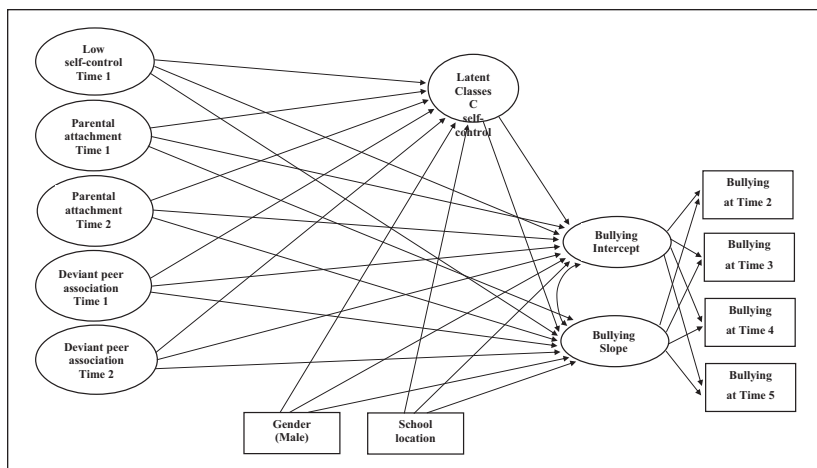 Low
self-control
Time 1
Parental
attachment
Time 1
Parental
attachment
Time 2
Deviant peer
association
Time 1
Deviant peer
association
Time 2
Latent
Classes
C
self-
control
Gender
(Male)
School
location
Bullying
Intercept
Bullying
Slope
Bullying
at Time 2
Bullying
at Time 3
Bullying
at Time 4
Bullying
at Time 5